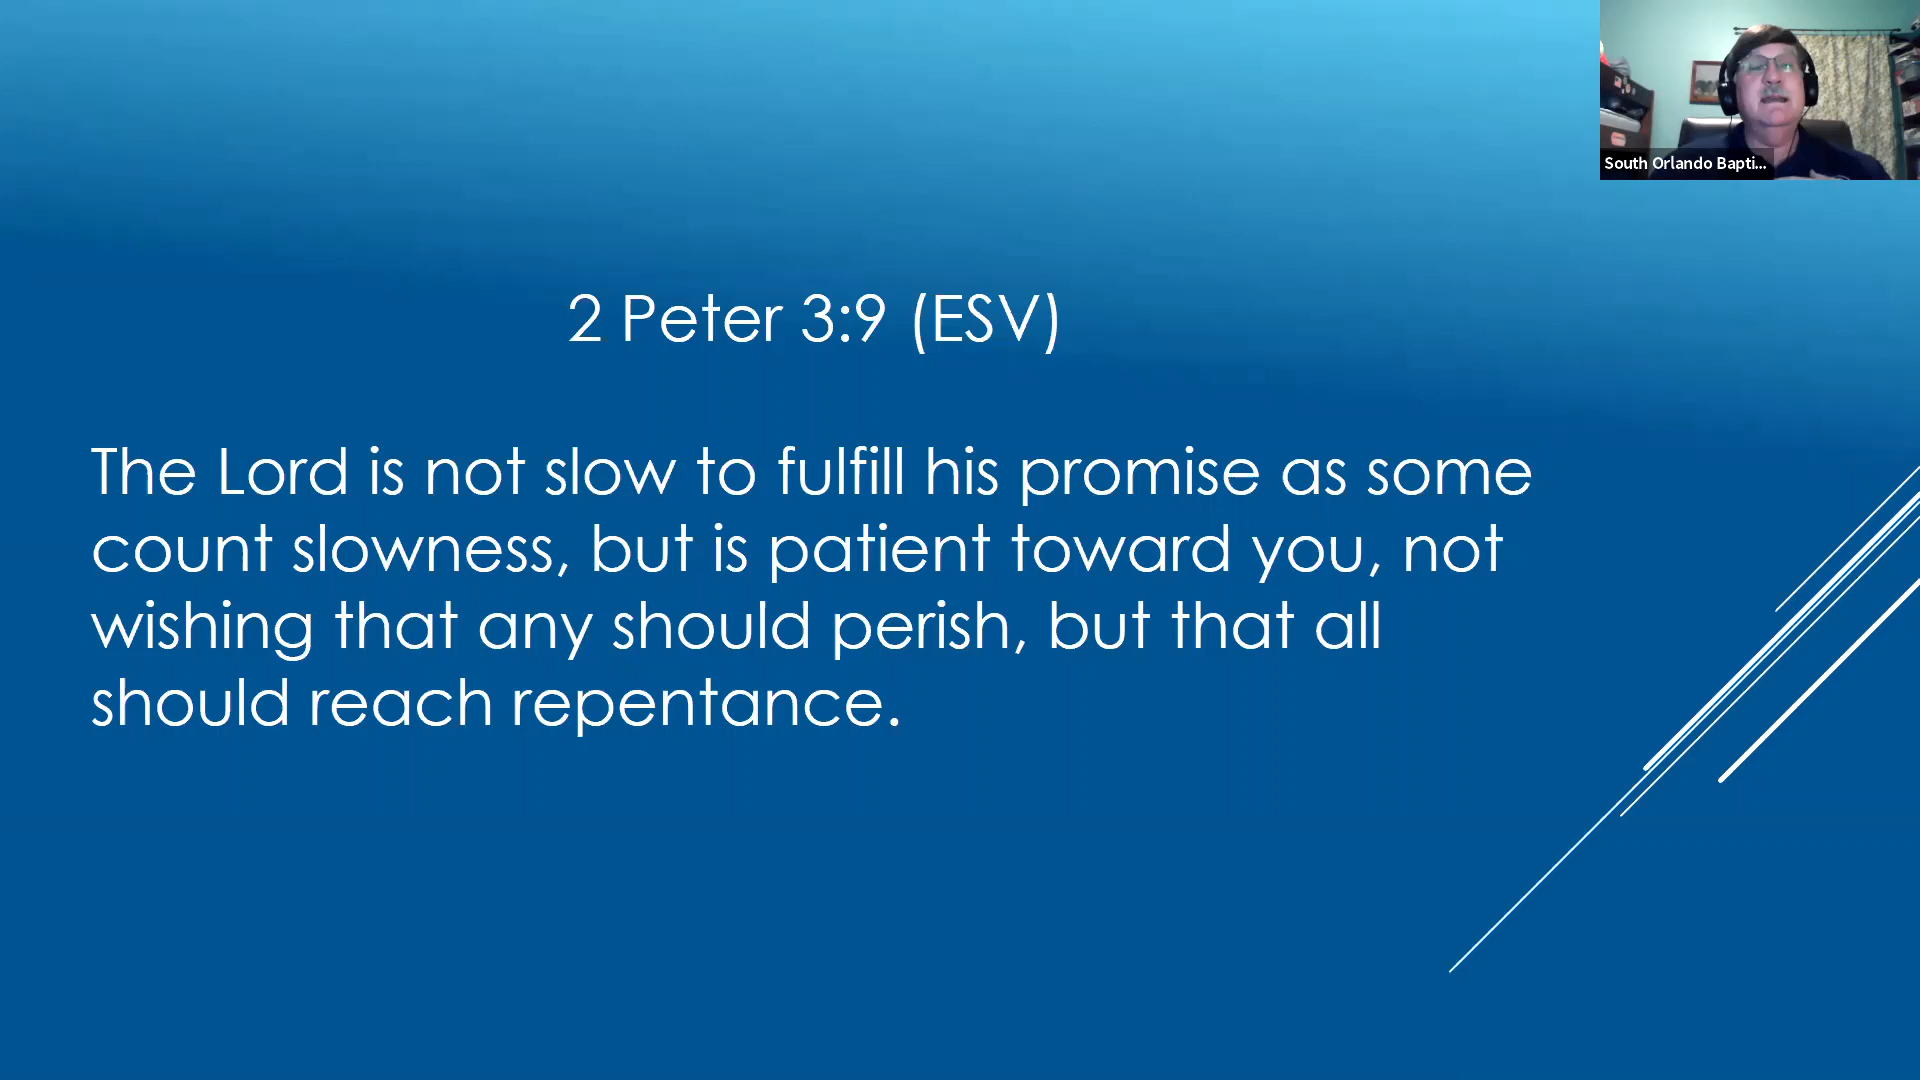 South Orlando Bapti...
2 Peter 3:9 (ESV)
The Lord is not slow to fulfill his promise as some
count slowness, but is patient toward you, not
wishing that any should perish, but that all
should reach repentance.